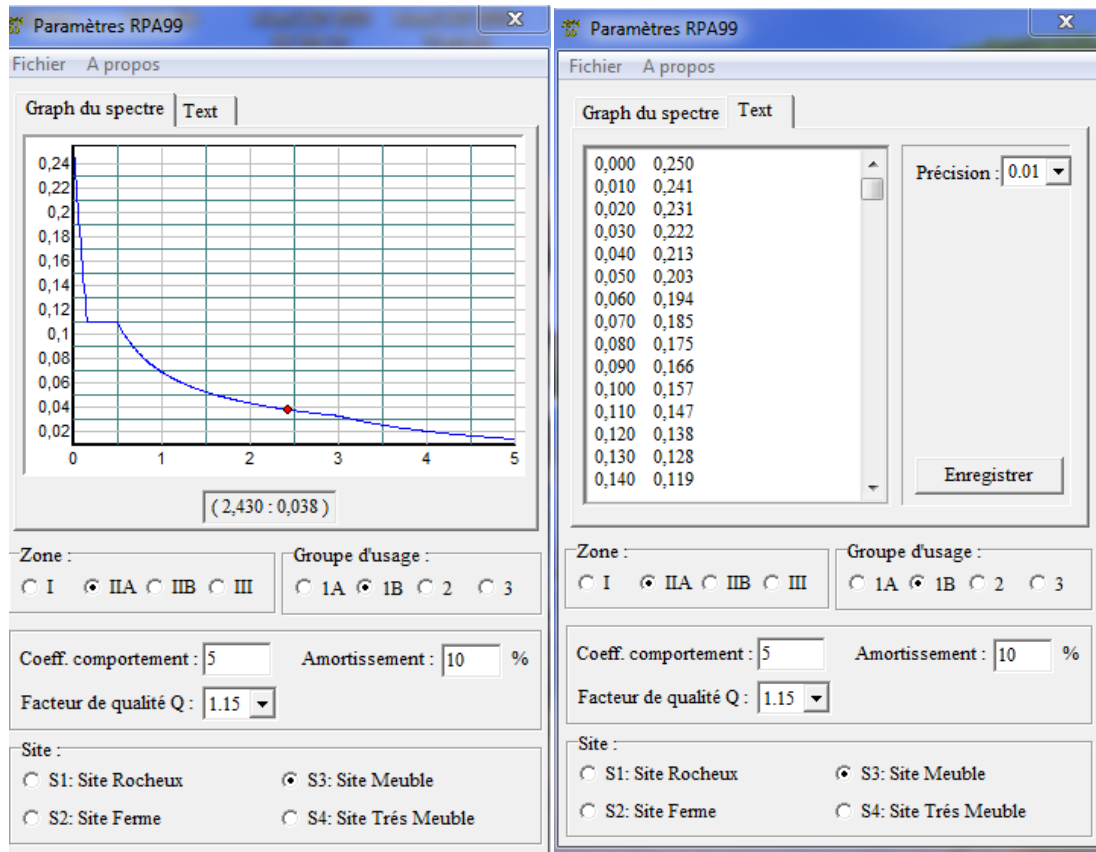 Paramètres RPA99
X
Fichier A propos
Graph du spectre Text
0,24
0,22
0,2
0,18
0,16
0,14
0,12
0,1
0,08
0,06
0,04
0,02
0 1 2 3 4 5
( 2,430 : 0,038 )
Zone :
I IIA IIB III
Groupe d'usage :
1A 1B 2 3
Coeff. comportement : 5 Amortissement : 10 %
Facteur de qualité Q : 1.15
Site :
S1: Site Rocheux S3: Site Meuble
S2: Site Ferme S4: Site Trés Meuble
Paramètres RPA99
X
Fichier A propos
Graph du spectre Text
0,000 0,250
0,010 0,241
0,020 0,231
0,030 0,222
0,040 0,213
0,050 0,203
0,060 0,194
0,070 0,185
0,080 0,175
0,090 0,166
0,100 0,157
0,110 0,147
0,120 0,138
0,130 0,128
0,140 0,119
Précision : 0.01
Enregistrer
Zone :
I IIA IIB III
Groupe d'usage :
1A 1B 2 3
Coeff. comportement : 5 Amortissement : 10 %
Facteur de qualité Q : 1.15
Site :
S1: Site Rocheux S3: Site Meuble
S2: Site Ferme S4: Site Trés Meuble